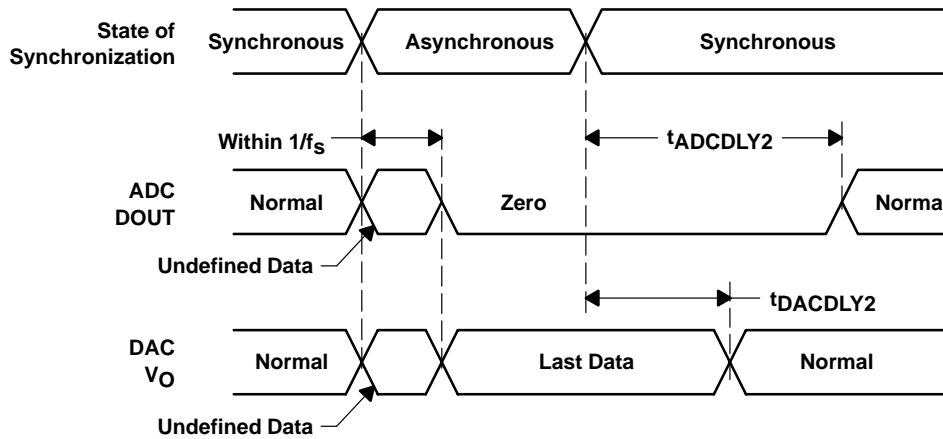 State of
Synchronization
Synchronous
Asynchronous
Synchronous
Within 1/fs
tADCDLY2
ADC
DOUT
Normal
Zero
Norma
Undefined Data
tDACDLY2
DAC
VO
Normal
Last Data
Normal
Undefined Data